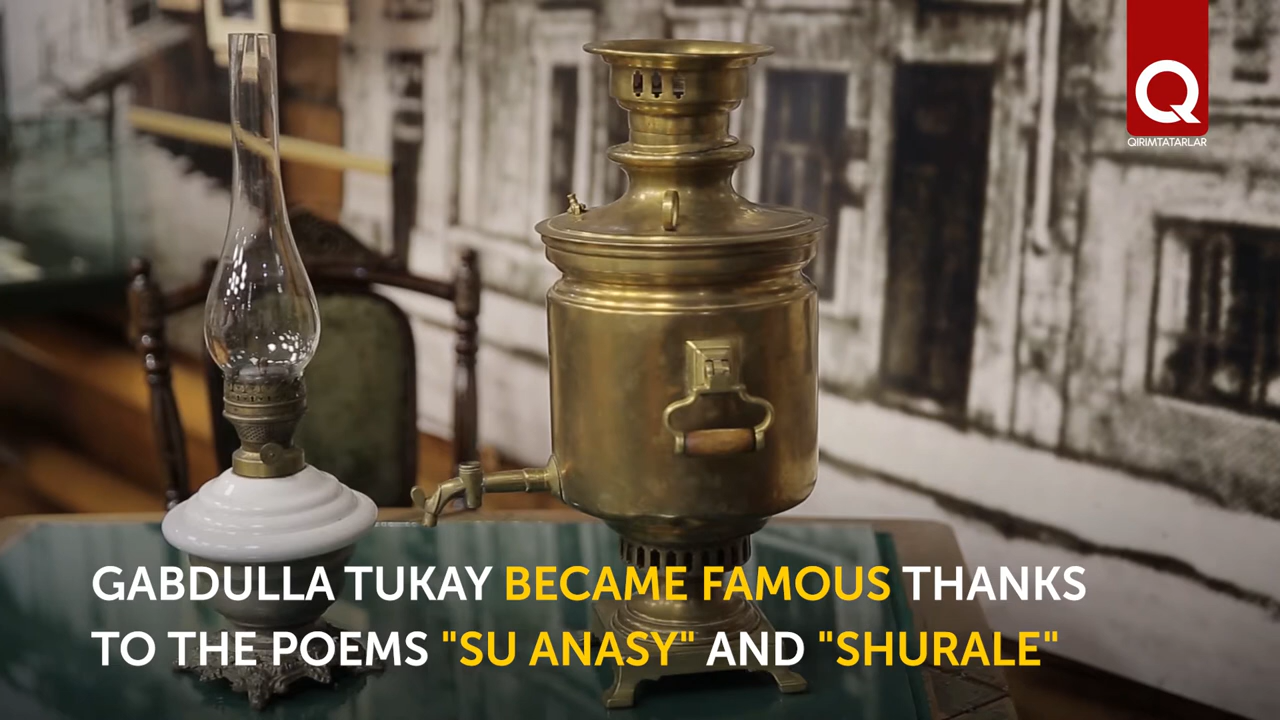 Q
QIRIMTATARLAR
GABDULLA TUKAY BECAME FAMOUS THANKS
TO THE POEMS "SU ANASY" AND "SHURALE"